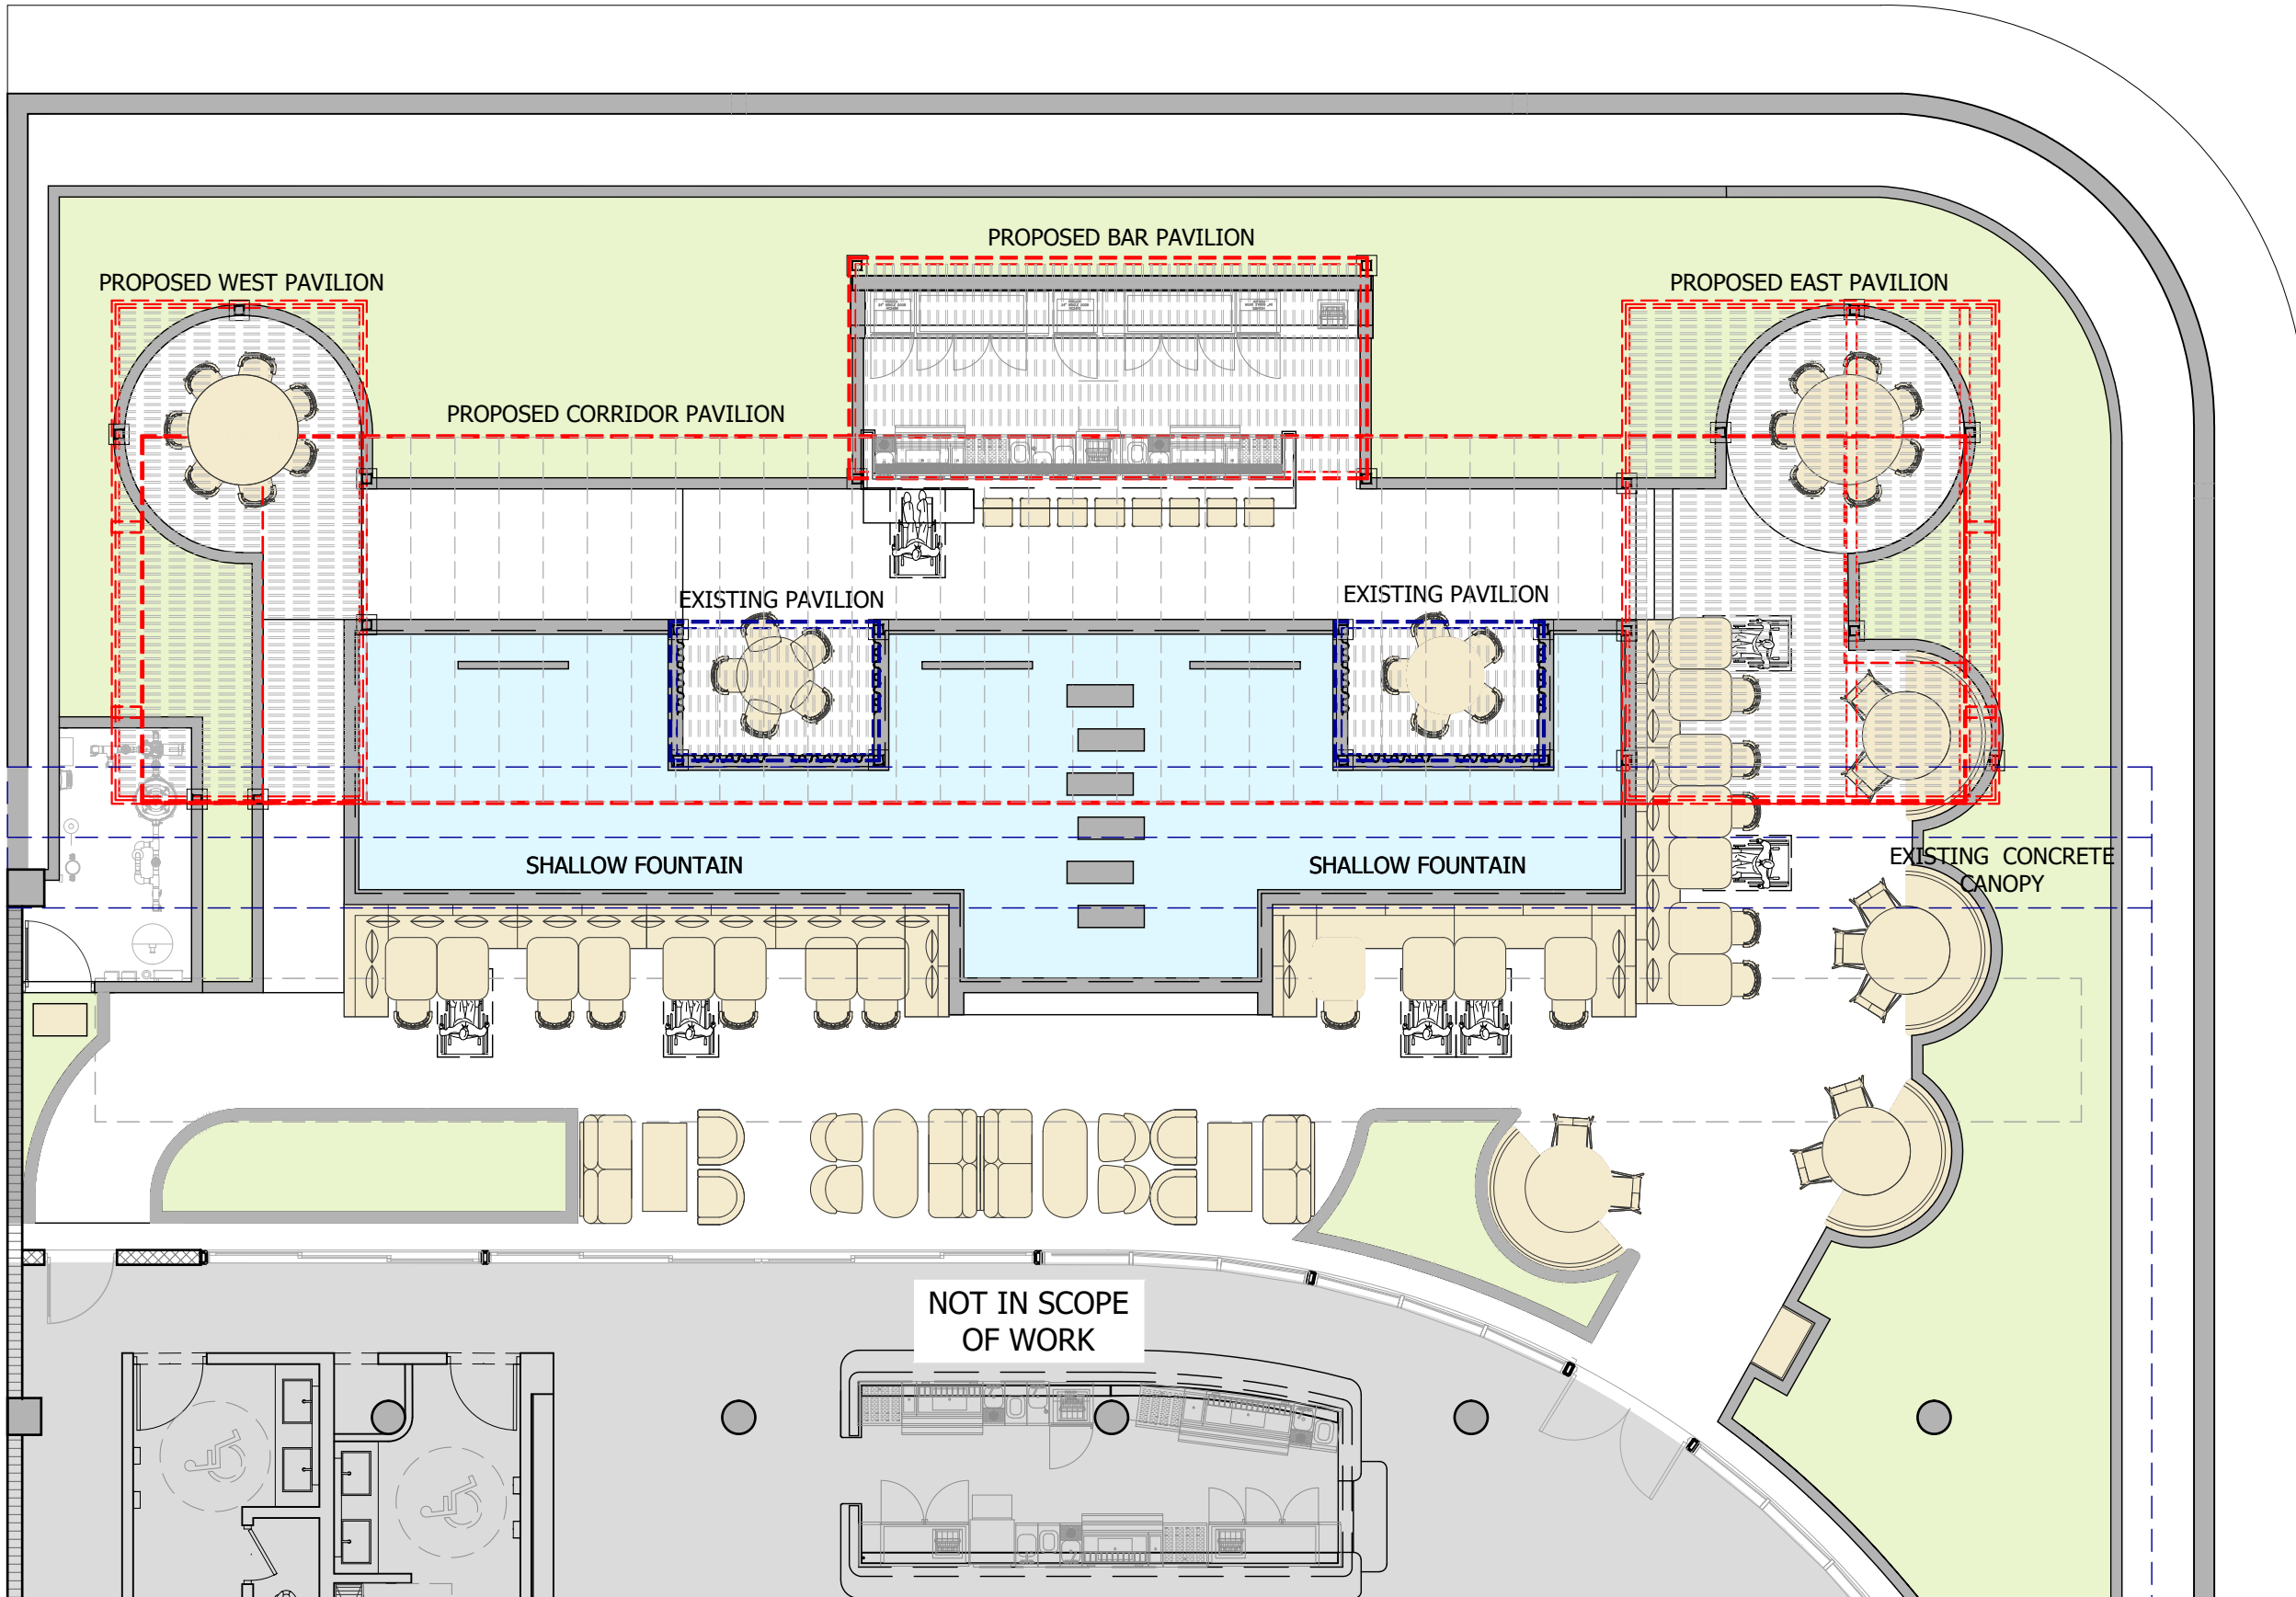 PROPOSED BAR PAVILION
PROPOSED WEST PAVILION
PROPOSED EAST PAVILION
PROPOSED CORRIDOR PAVILION
EXISTING PAVILION
EXISTING PAVILION
SHALLOW FOUNTAIN
SHALLOW FOUNTAIN
EXISTING CONCRETE
CANOPY
NOT IN SCOPE
OF WORK